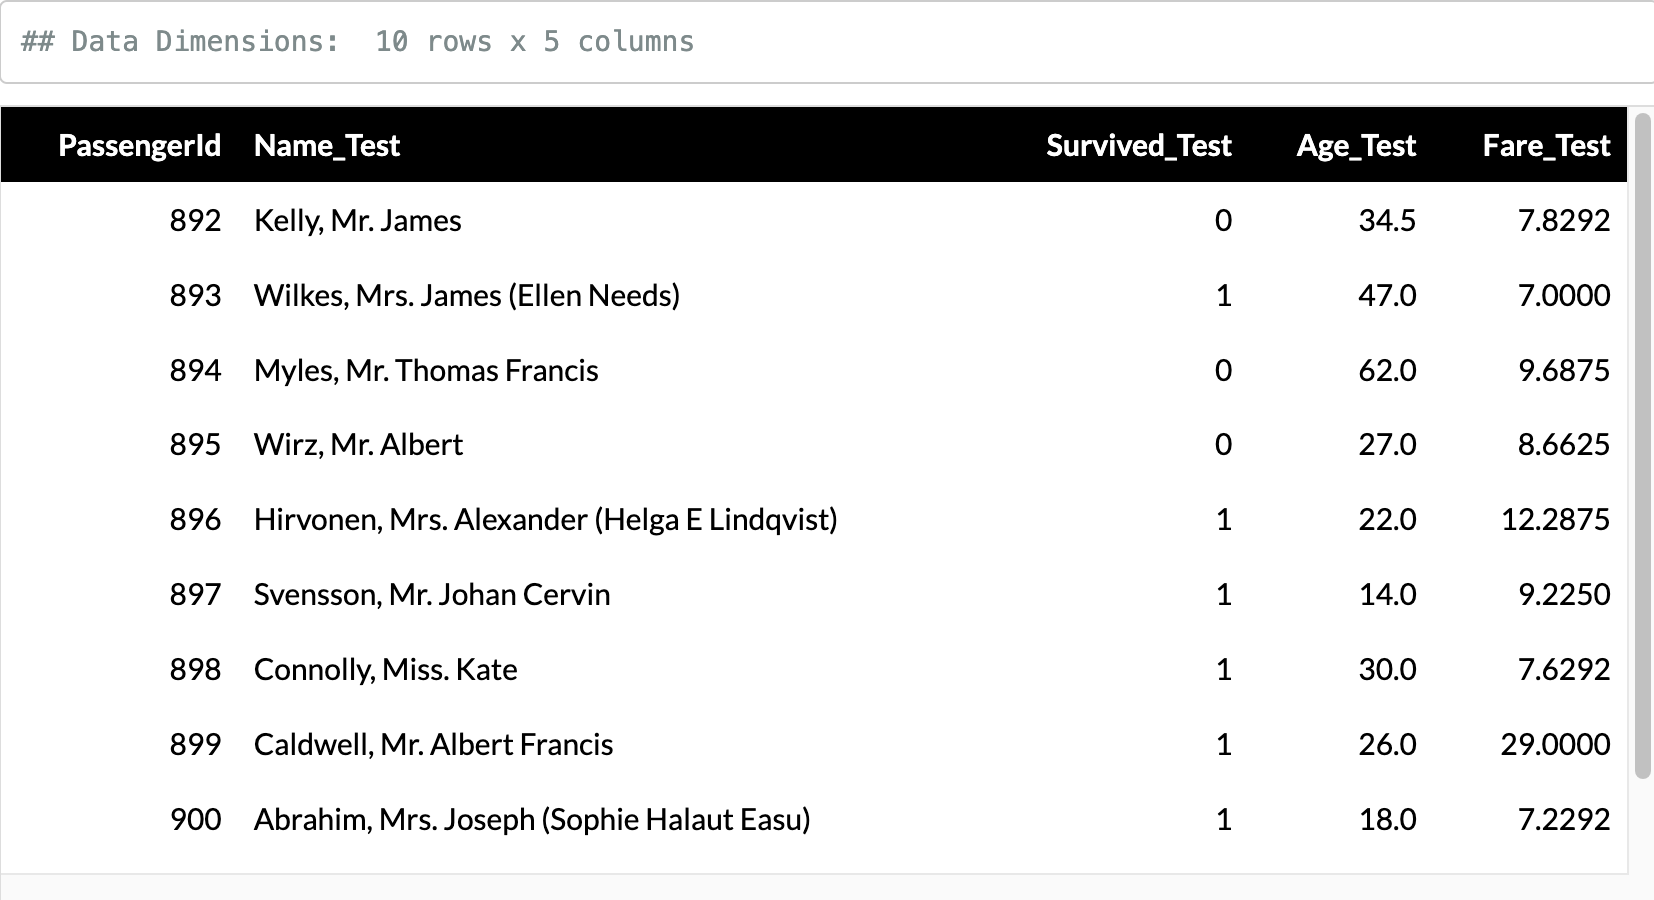 ## Data Dimensions:  10 rows x 5 columns
PassengerId Name_Test Survived_Test Age_Test Fare_Test
892 Kelly, Mr. James 0 34.5 7.8292
893 Wilkes, Mrs. James (Ellen Needs) 1 47.0 7.0000
894 Myles, Mr. Thomas Francis 0 62.0 9.6875
895 Wirz, Mr. Albert 0 27.0 8.6625
896 Hirvonen, Mrs. Alexander (Helga E Lindqvist) 1 22.0 12.2875
897 Svensson, Mr. Johan Cervin 1 14.0 9.2250
898 Connolly, Miss. Kate 1 30.0 7.6292
899 Caldwell, Mr. Albert Francis 1 26.0 29.0000
900 Abrahim, Mrs. Joseph (Sophie Halaut Easu) 1 18.0 7.2292